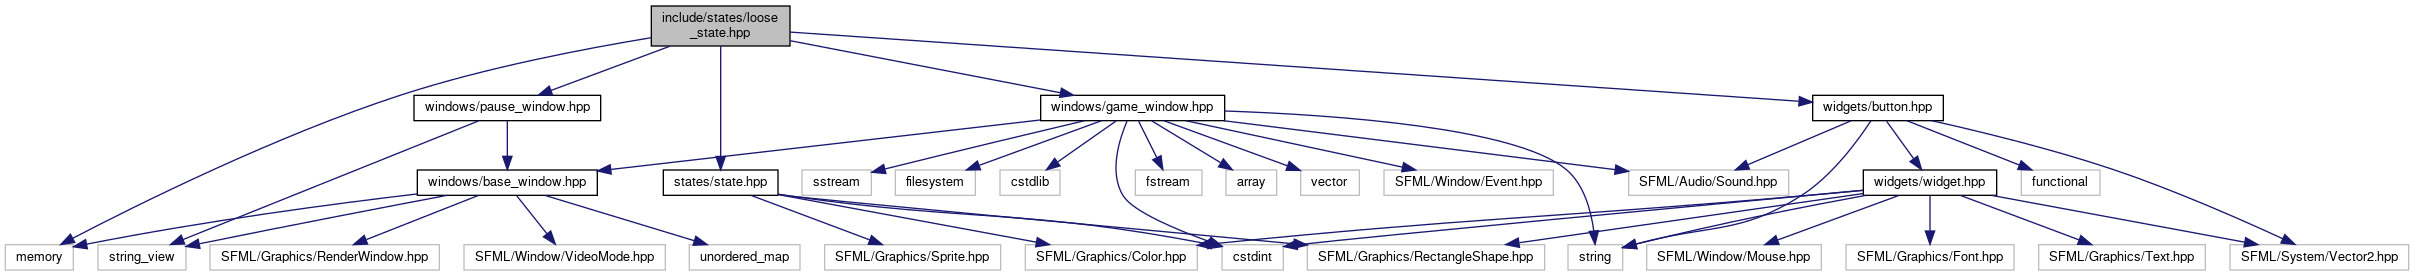 include/states/loose
_state.hpp
windows/pause_window.hpp
windows/game_window.hpp
widgets/button.hpp
windows/base_window.hpp
states/state.hpp
sstream
filesystem
cstdlib
fstream
array
vector
SFML/Window/Event.hpp
SFML/Audio/Sound.hpp
widgets/widget.hpp
functional
memory
string_view
SFML/Graphics/RenderWindow.hpp
SFML/Window/VideoMode.hpp
unordered_map
SFML/Graphics/Sprite.hpp
SFML/Graphics/Color.hpp
cstdint
SFML/Graphics/RectangleShape.hpp
string
SFML/Window/Mouse.hpp
SFML/Graphics/Font.hpp
SFML/Graphics/Text.hpp
SFML/System/Vector2.hpp